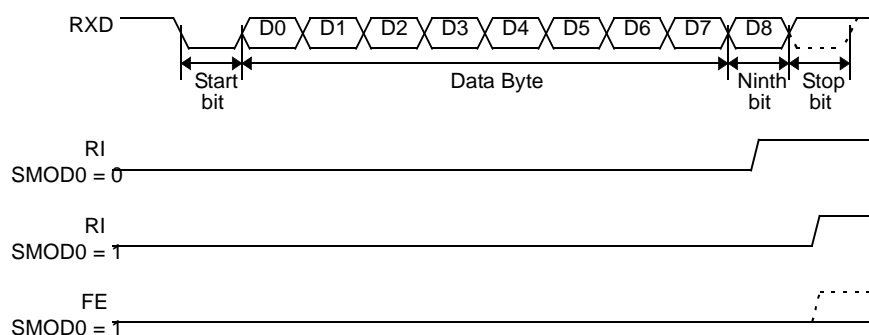 RXD D0 D1 D2 D3 D4 D5 D6 D7 D8
Start bit
Data Byte
Ninth bit
Stop bit
RI
SMOD0 = 0
RI
SMOD0 = 1
FE
SMOD0 = 1